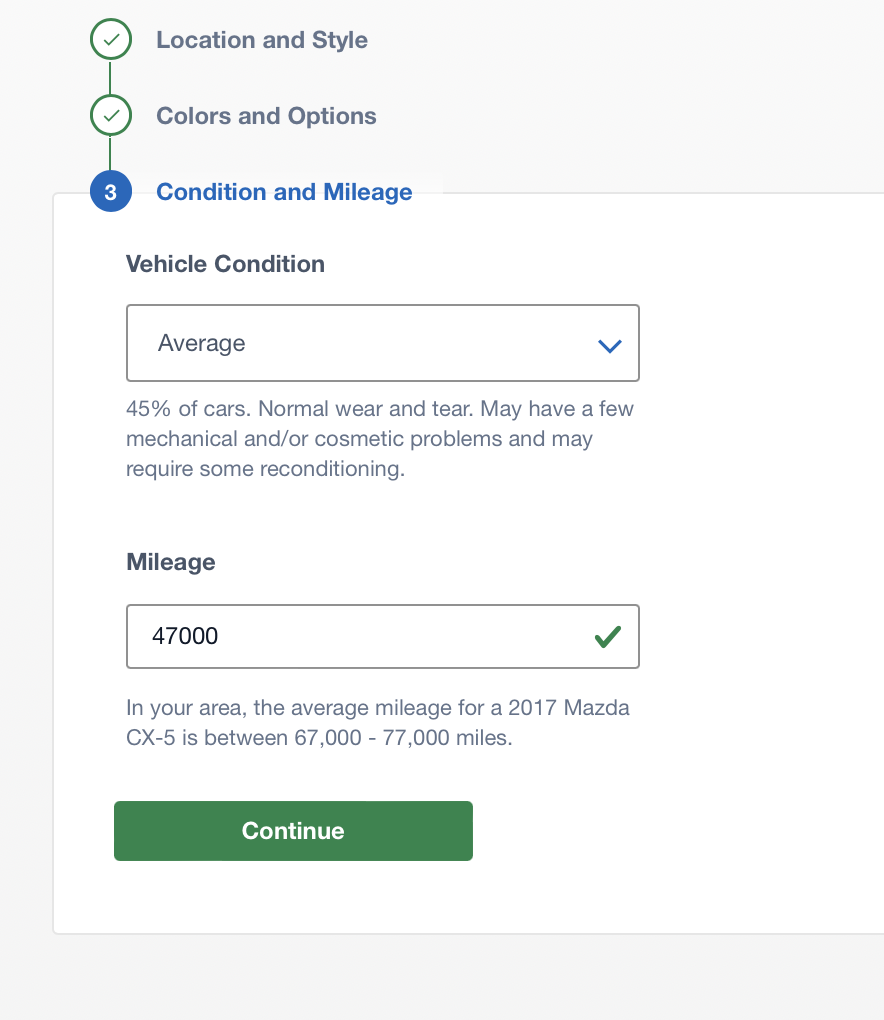 Location and Style
Colors and Options
3 Condition and Mileage
Vehicle Condition
Average
45% of cars. Normal wear and tear. May have a few
mechanical and/or cosmetic problems and may
require some reconditioning.
Mileage
47000
In your area, the average mileage for a 2017 Mazda
CX-5 is between 67,000 - 77,000 miles.
Continue